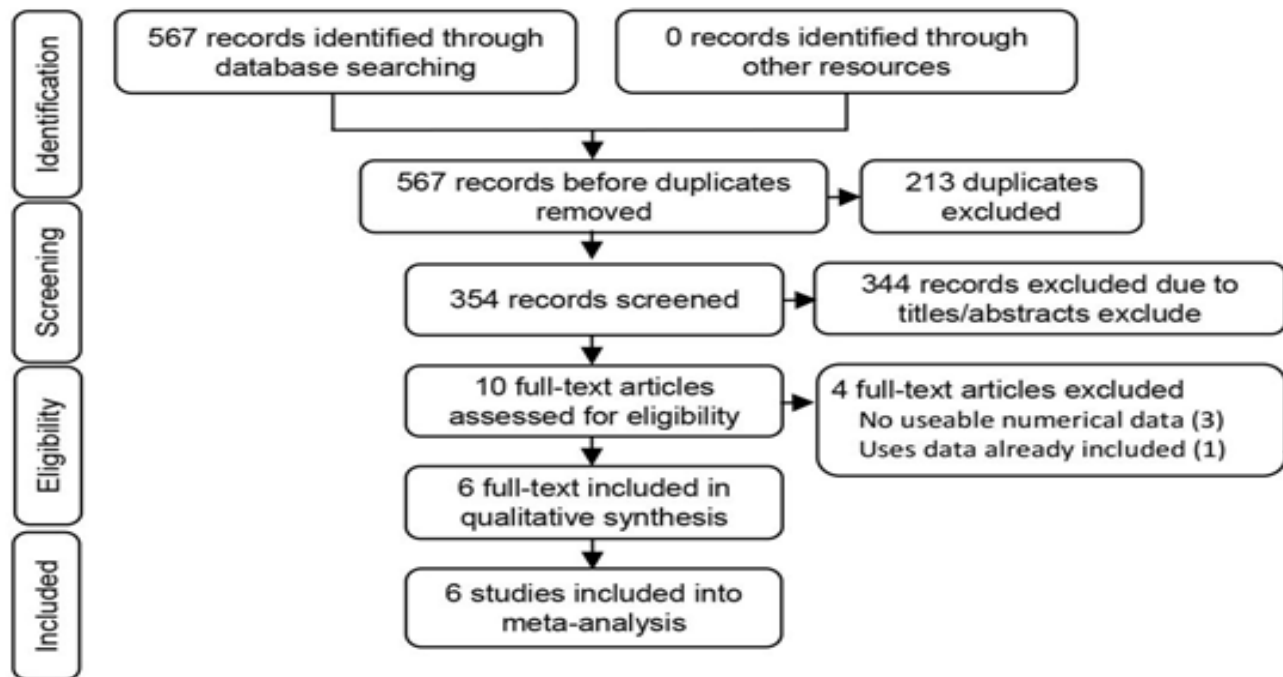 Identification
567 records identified through
database searching
0 records identified through
other resources
567 records before duplicates
removed
213 duplicates
excluded
Screening
354 records screened
344 records excluded due to
titles/abstracts exclude
Eligibility
10 full-text articles
assessed for eligibility
4 full-text articles excluded
No useable numerical data (3)
Uses data already included (1)
6 full-text included in
qualitative synthesis
Included
6 studies included into
meta-analysis